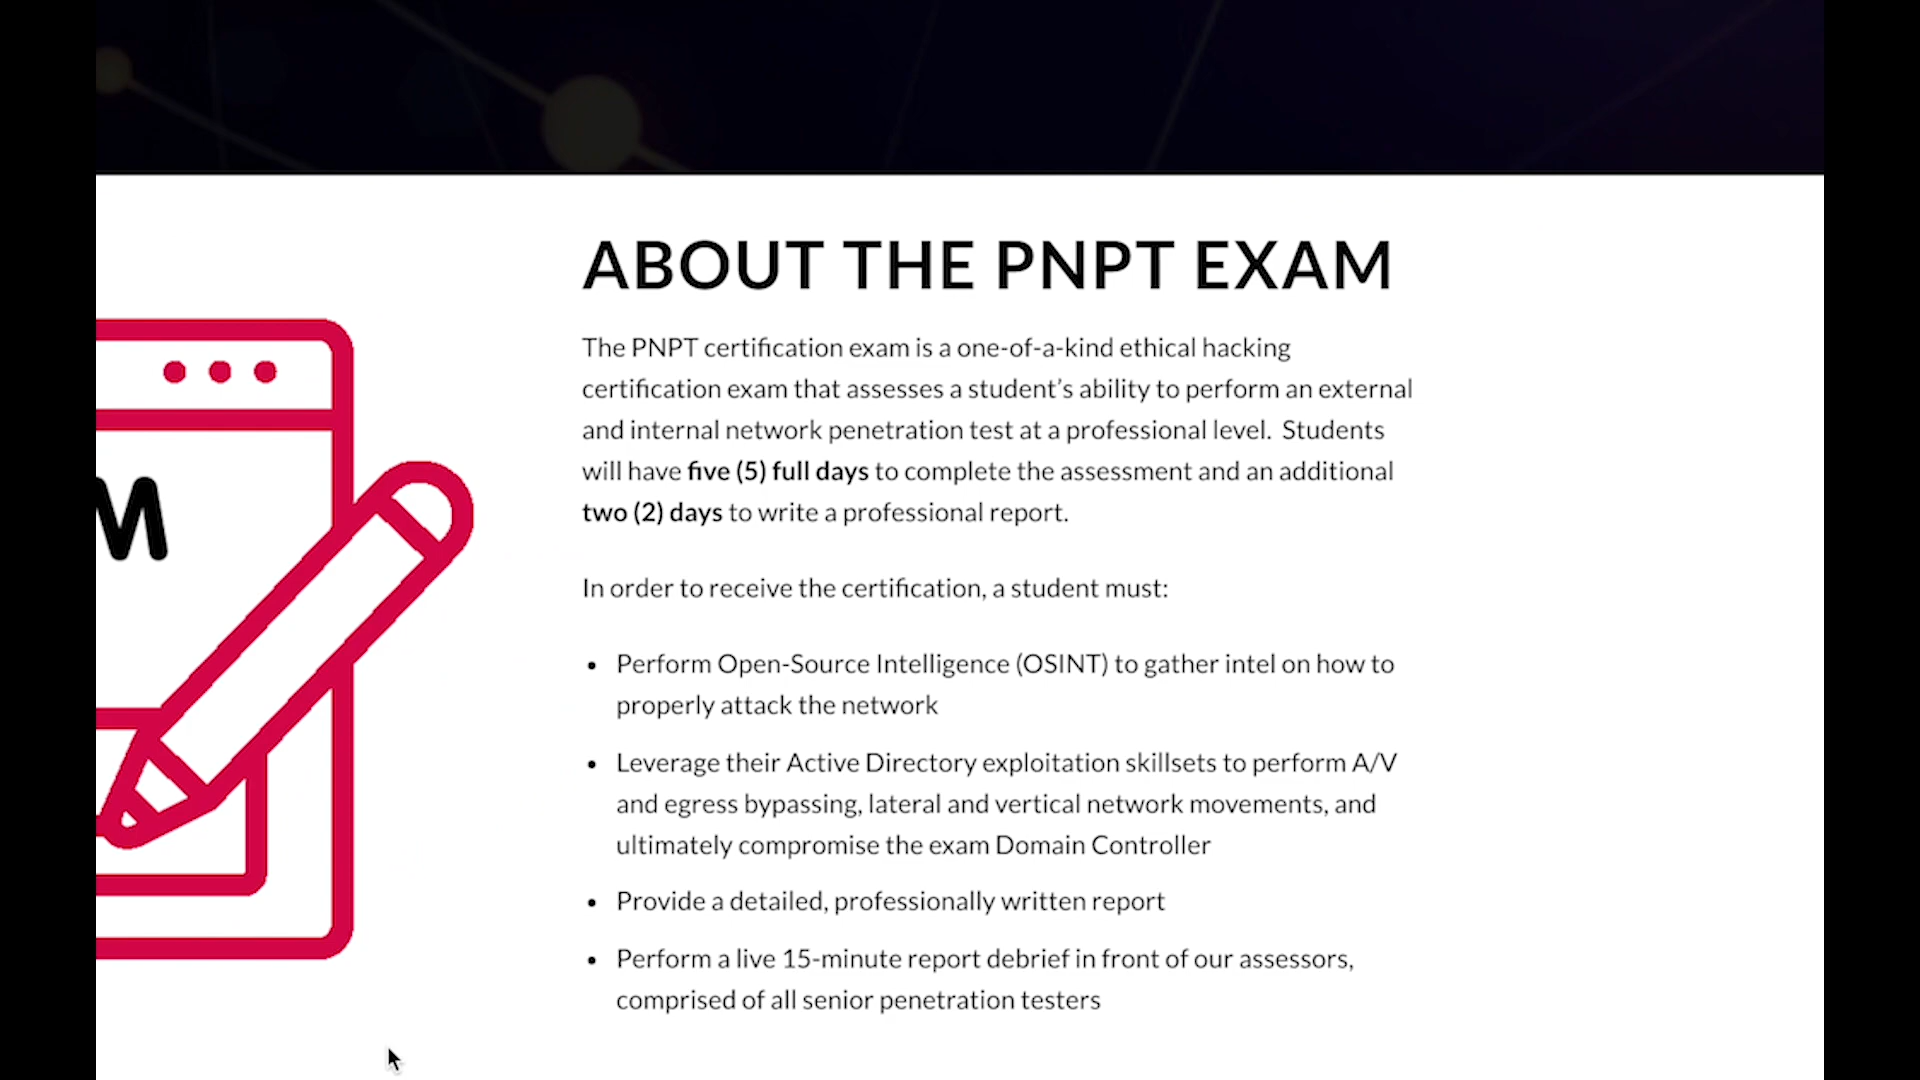 ABOUT THE PNPT EXAM
The PNPT certification exam is a one-of-a-kind ethical hacking
certification exam that assesses a student's ability to perform an external
and internal network penetration test at a professional level.  Students
will have five (5) full days to complete the assessment and an additional
two (2) days to write a professional report.
In order to receive the certification, a student must:
M
• Perform Open-Source Intelligence (OSINT) to gather intel on how to
properly attack the network
• Leverage their Active Directory exploitation skillsets to perform A/V
and egress bypassing, lateral and vertical network movements, and
ultimately compromise the exam Domain Controller
• Provide a detailed, professionally written report
• Perform a live 15-minute report debrief in front of our assessors,
comprised of all senior penetration testers